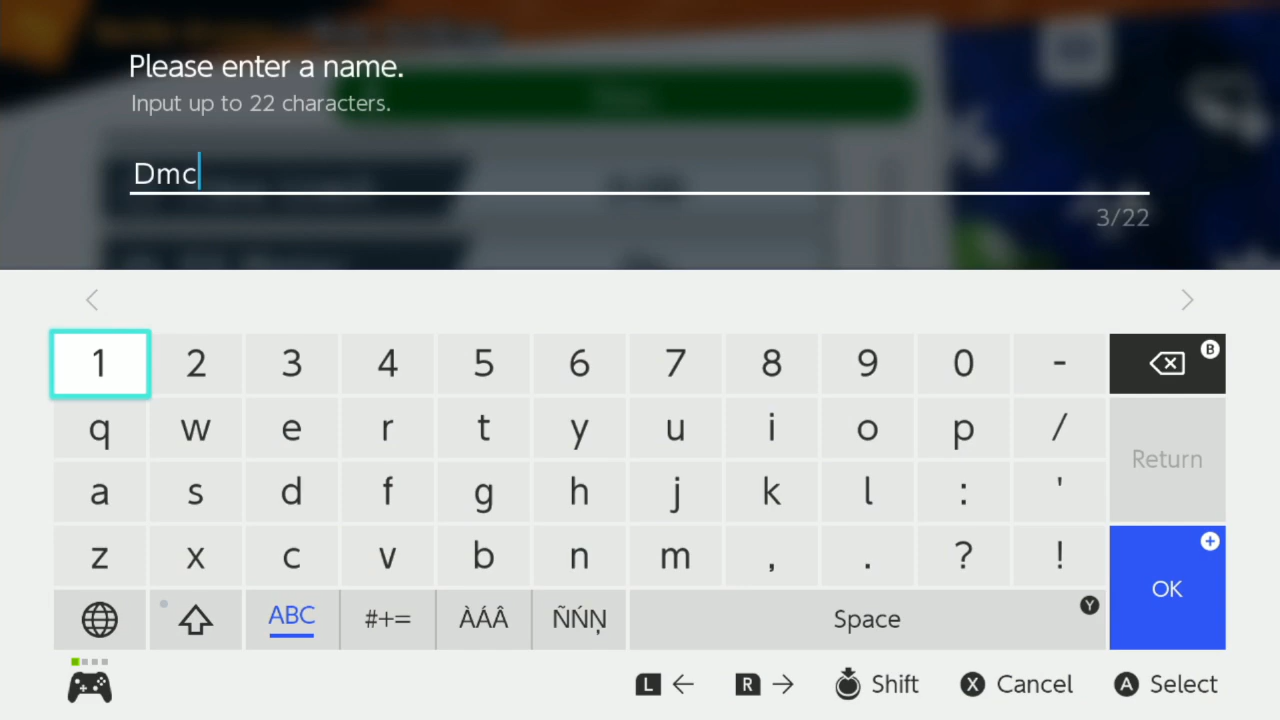 Please enter a name.
Input up to 22 characters.
Dmc
3/22
1 2 3 4 5 6 7 8 9 0 - B
q w e r t y u i o p /
Return
a s d f g h j k l : '
z x c v b n m , . ? ! +
OK
ABC #+= ÀÁÂ ÑŃŅ Space Y
L ← R → Shift X Cancel A Select